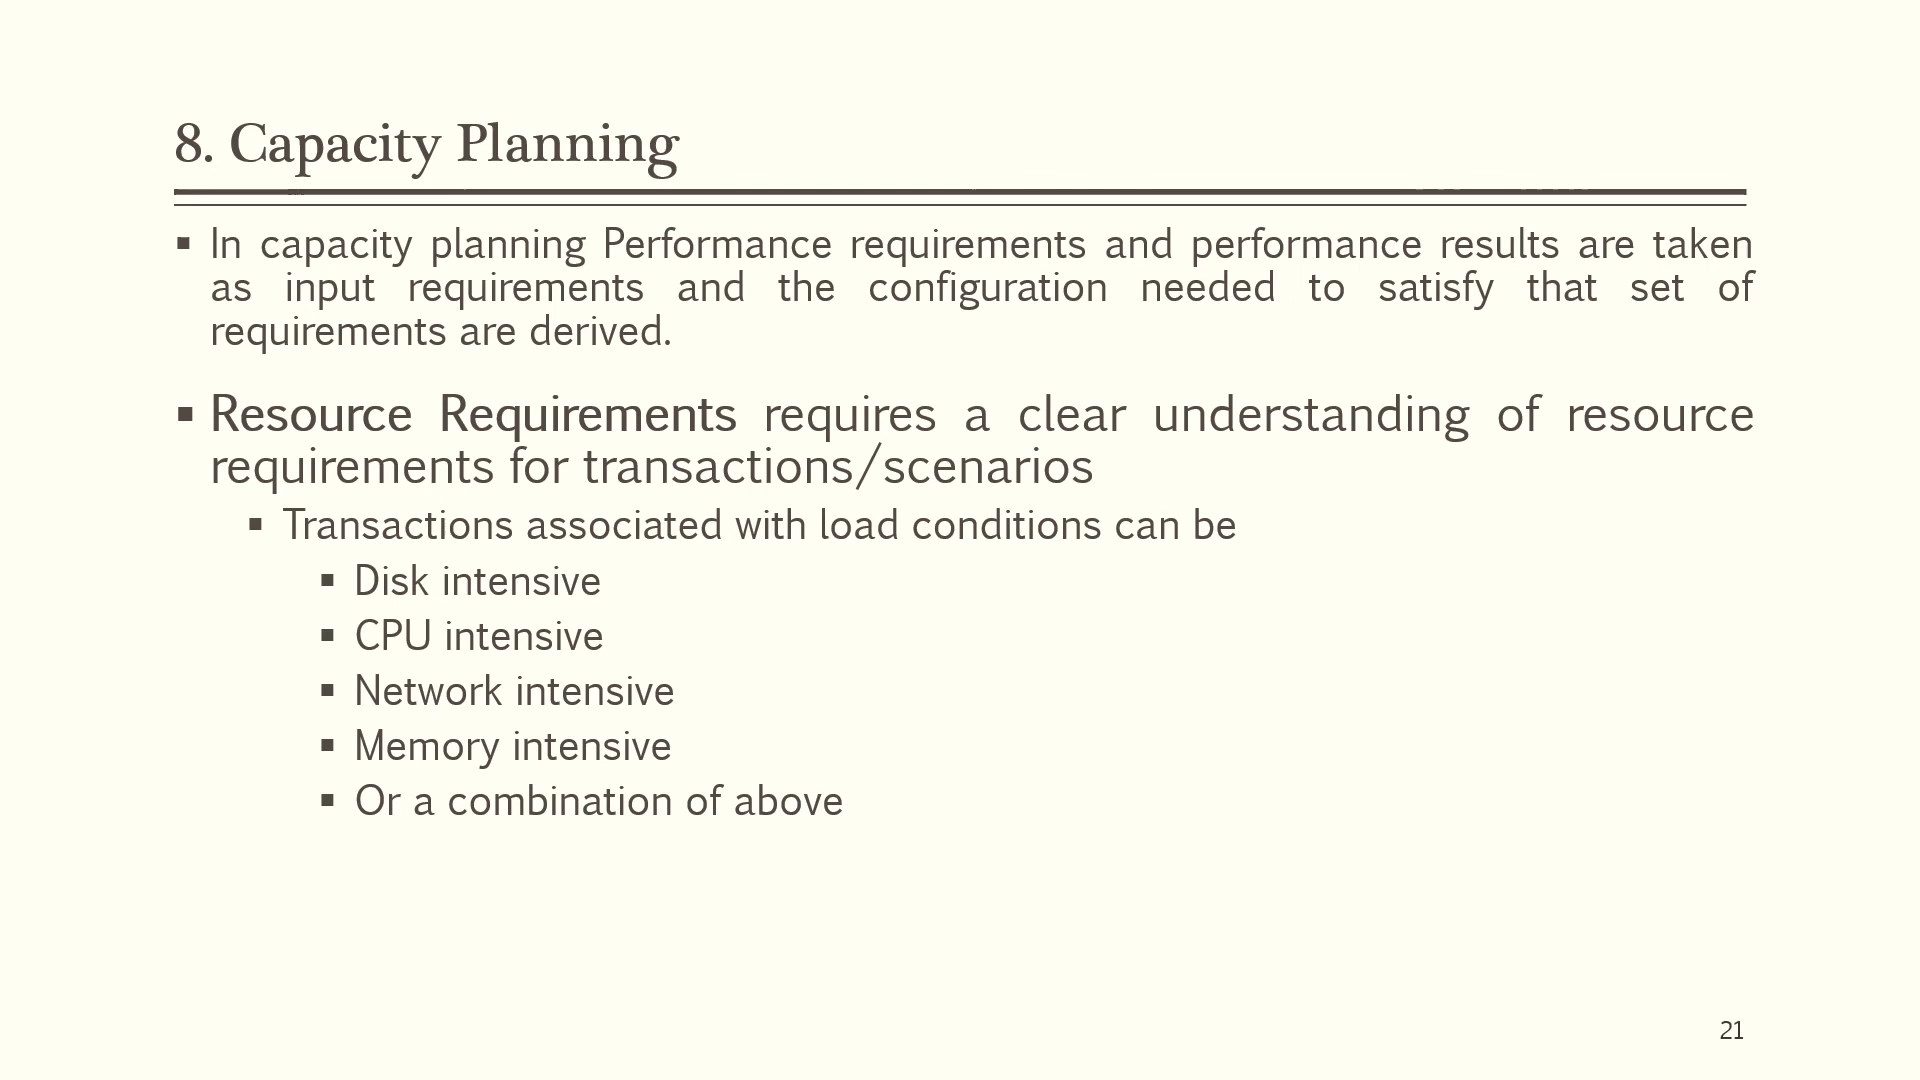 8. Capacity Planning
▪ In capacity planning Performance requirements and performance results are taken
as input requirements and the configuration needed to satisfy that set of
requirements are derived.
▪ Resource Requirements requires a clear understanding of resource
requirements for transactions/scenarios
▪ Transactions associated with load conditions can be
▪ Disk intensive
▪ CPU intensive
▪ Network intensive
▪ Memory intensive
▪ Or a combination of above
21